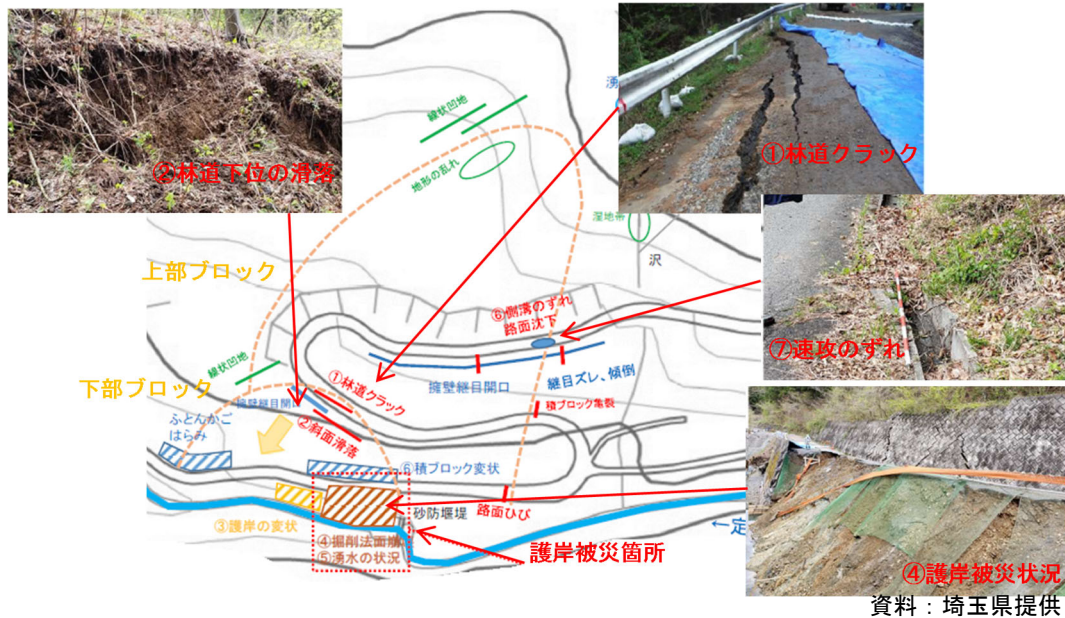 ②林道下位の滑落
線状凹地
地形の乱れ
湧
①林道クラック
湿地帯
沢
上部ブロック
⑥側溝のずれ
路面沈下
⑦速攻のずれ
線状凹地
下部ブロック
擁壁継目開口
①林道クラック
擁壁継目開口
継目ズレ、傾倒
積ブロック亀裂
ふとんかご
はらみ
②斜面滑落
⑥積ブロック変状
③護岸の変状
砂防堰堤
路面ひび
←定
④掘削法面崩
⑤湧水の状況
護岸被災箇所
④護岸被災状況
資料：埼玉県提供